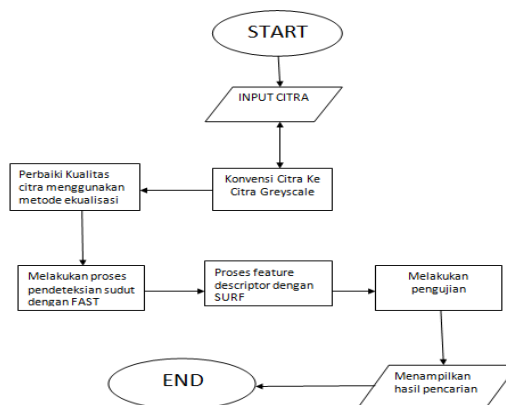 START
INPUT CITRA
Konvensi Citra Ke
Citra Greyscale
Perbaiki Kualitas
citra menggunakan
metode ekualisasi
Melakukan proses
pendeteksian sudut
dengan FAST
Proses feature
descriptor dengan
SURF
Melakukan
pengujian
Menampilkan
hasil pencarian
END